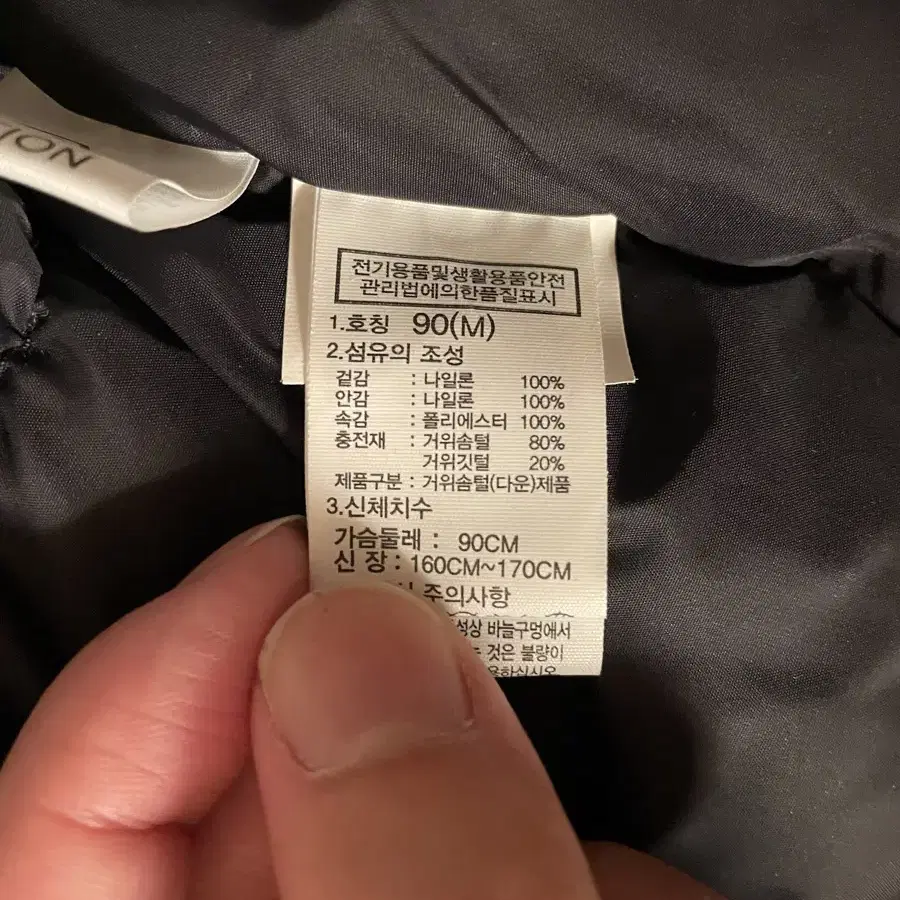 전기용품및생활용품안전
관리법에의한품질표시
1.호칭 90(M)
2.섬유의 조성
겉감 : 나일론 100%
안감 : 나일론 100%
속감 : 폴리에스터 100%
충전재 : 거위솜털 80%
거위깃털 20%
제품구분 : 거위솜털(다운)제품
3.신체치수
가슴둘레 : 90CM
신 장 : 160CM~170CM
주의사항
바늘구멍에서
것은 불량이